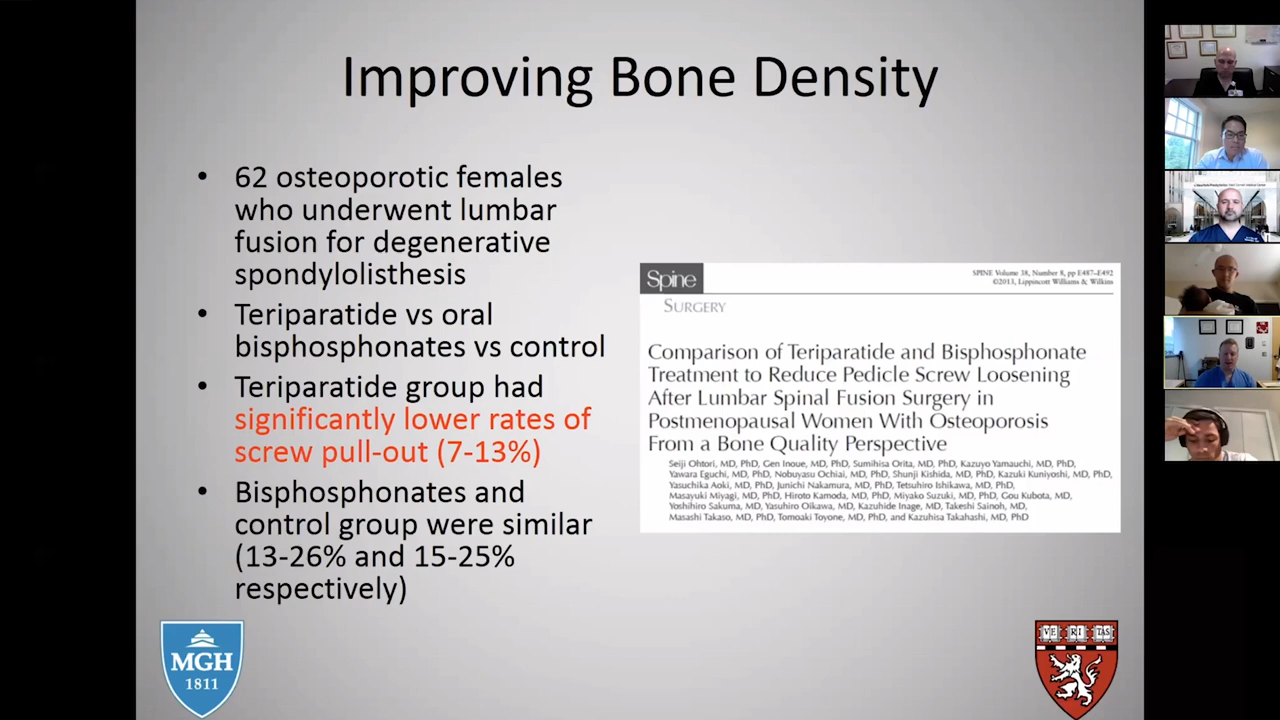 Improving Bone Density
• 62 osteoporotic females
who underwent lumbar
fusion for degenerative
spondylolisthesis
• Teriparatide vs oral
bisphosphonates vs control
• Teriparatide group had
significantly lower rates of
screw pull-out (7-13%)
• Bisphosphonates and
control group were similar
(13-26% and 15-25%
respectively)
Spine
SPINE Volume 38, Number 8, pp E487–E492
©2013, Lippincott Williams & Wilkins
SURGERY
Comparison of Teriparatide and Bisphosphonate
Treatment to Reduce Pedicle Screw Loosening
After Lumbar Spinal Fusion Surgery in
Postmenopausal Women With Osteoporosis
From a Bone Quality Perspective
Seiji Ohtori, MD, PhD, Gen Inoue, MD, PhD, Sumihisa Orita, MD, PhD, Kazuyo Yamauchi, MD, PhD,
Yawara Eguchi, MD, PhD, Nobuyasu Ochiai, MD, PhD, Shunji Kishida, MD, PhD, Kazuki Kuniyoshi, MD, PhD,
Yasuchika Aoki, MD, PhD, Junichi Nakamura, MD, PhD, Tetsuhiro Ishikawa, MD, PhD,
Masayuki Miyagi, MD, PhD, Hiroto Kamoda, MD, PhD, Miyako Suzuki, MD, PhD, Gou Kubota, MD, PhD,
Yoshihiro Sakuma, MD, PhD, Yasuhiro Oikawa, MD, PhD, Kazuhide Inage, MD, PhD, Takeshi Sainoh, MD, PhD,
Masashi Takaso, MD, PhD, Tomoaki Toyone, MD, PhD, and Kazuhisa Takahashi, MD, PhD
MGH
1811
VE RI TAS